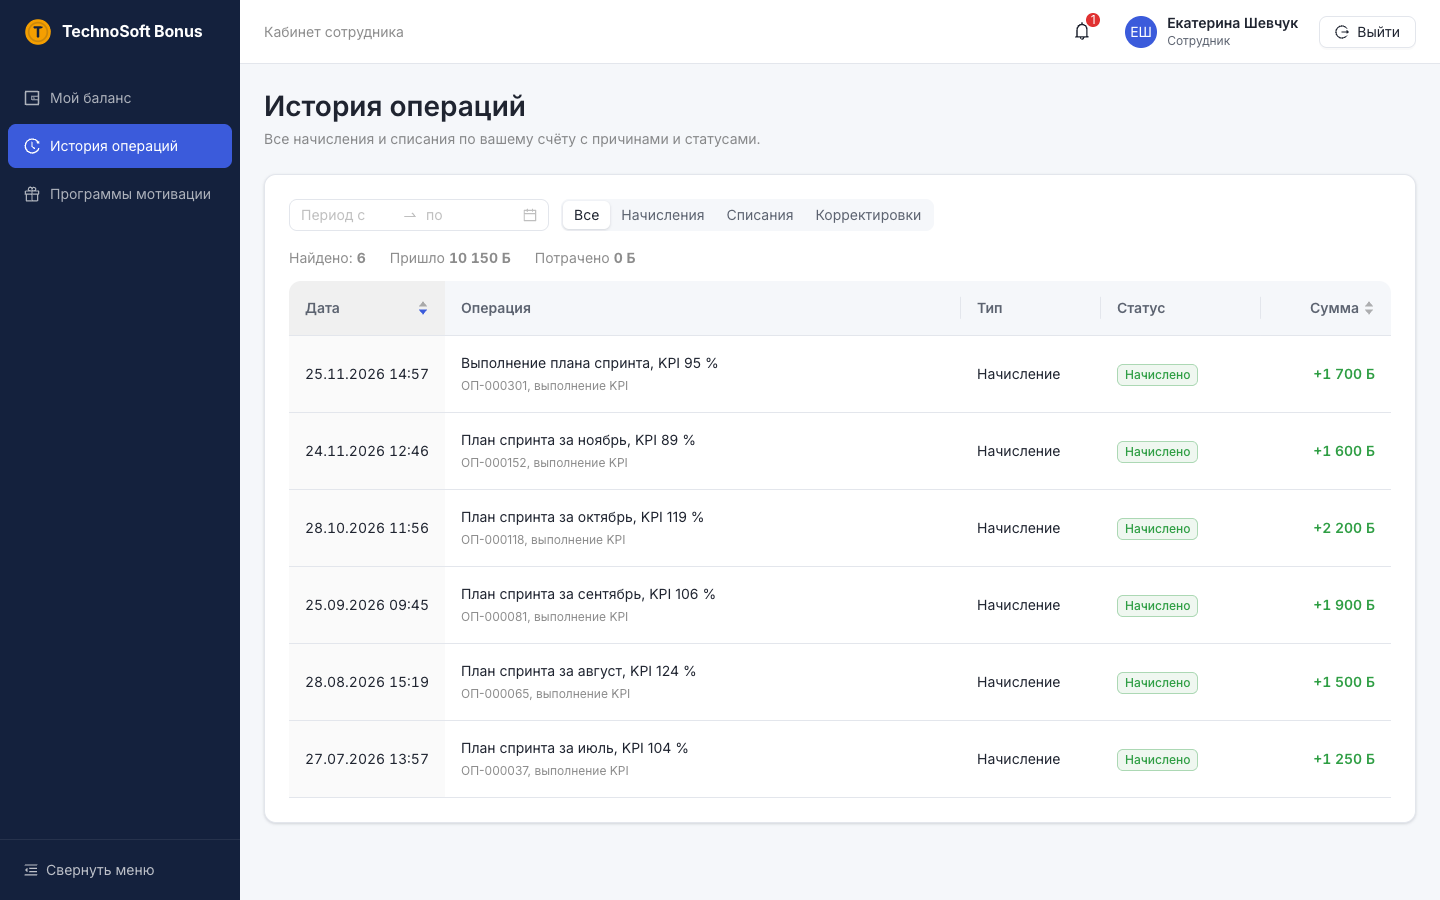 TechnoSoft Bonus
Кабинет сотрудника
1
ЕШ
Екатерина Шевчук
Сотрудник
Выйти
Мой баланс
История операций
Программы мотивации
Свернуть меню
История операций
Все начисления и списания по вашему счёту с причинами и статусами.
Период с → по
Все Начисления Списания Корректировки
Найдено: 6 Пришло 10 150 Б Потрачено 0 Б
Дата Операция Тип Статус Сумма
25.11.2026 14:57 Выполнение плана спринта, KPI 95 % Начисление Начислено +1 700 Б
ОП-000301, выполнение KPI
24.11.2026 12:46 План спринта за ноябрь, KPI 89 % Начисление Начислено +1 600 Б
ОП-000152, выполнение KPI
28.10.2026 11:56 План спринта за октябрь, KPI 119 % Начисление Начислено +2 200 Б
ОП-000118, выполнение KPI
25.09.2026 09:45 План спринта за сентябрь, KPI 106 % Начисление Начислено +1 900 Б
ОП-000081, выполнение KPI
28.08.2026 15:19 План спринта за август, KPI 124 % Начисление Начислено +1 500 Б
ОП-000065, выполнение KPI
27.07.2026 13:57 План спринта за июль, KPI 104 % Начисление Начислено +1 250 Б
ОП-000037, выполнение KPI